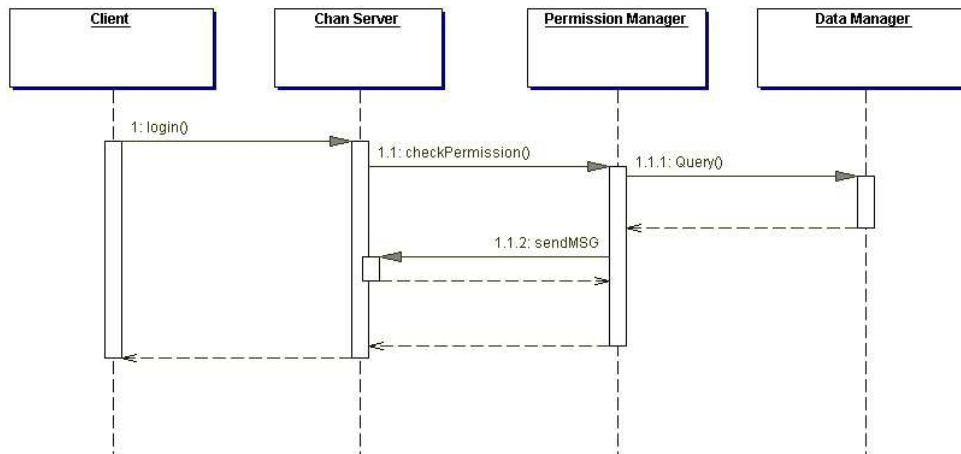 Client
Chan Server
Permission Manager
Data Manager
1: login()
1.1: checkPermission()
1.1.1: Query()
1.1.2: sendMSG